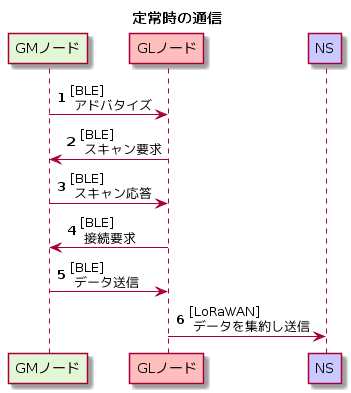 定常時の通信
GMノード
GLノード
NS
1 [BLE]
アドバタイズ
2 [BLE]
スキャン要求
3 [BLE]
スキャン応答
4 [BLE]
接続要求
5 [BLE]
データ送信
6 [LoRaWAN]
データを集約し送信
GMノード
GLノード
NS